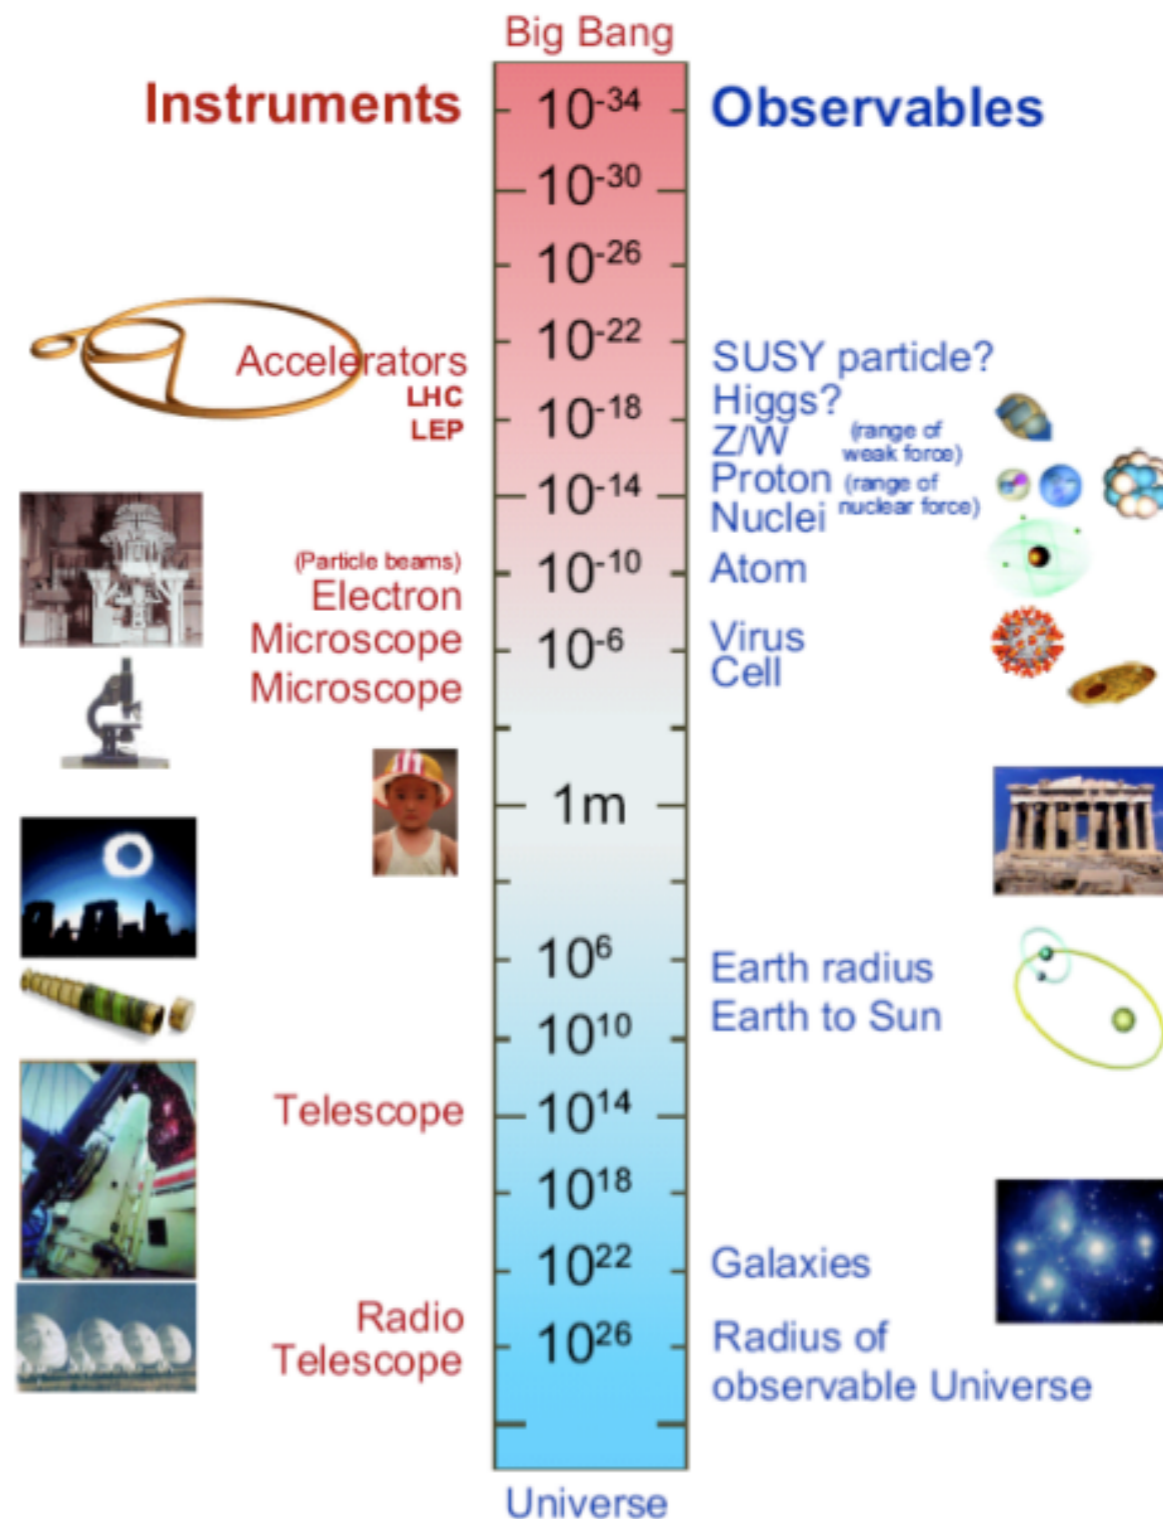 Big Bang
Instruments
Observables
10⁻³⁴
10⁻³⁰
10⁻²⁶
10⁻²²
Accelerators
SUSY particle?
LHC
Higgs?
10⁻¹⁸
LEP
Z/W (range of
weak force)
Proton (range of
10⁻¹⁴
nuclear force)
Nuclei
(Particle beams)
10⁻¹⁰
Atom
Electron
Microscope
10⁻⁶
Virus
Cell
Microscope
1m
10⁶
Earth radius
Earth to Sun
10¹⁰
Telescope
10¹⁴
10¹⁸
10²²
Galaxies
Radio
Telescope
10²⁶
Radius of
observable Universe
Universe